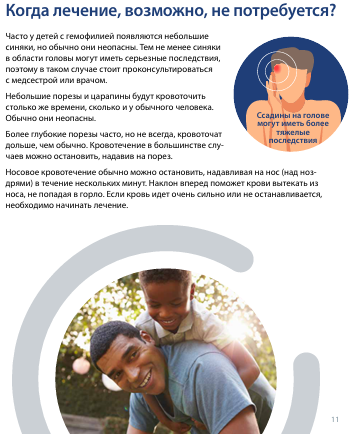 Когда лечение, возможно, не потребуется?
Часто у детей с гемофилией появляются небольшие
синяки, но обычно они неопасны. Тем не менее синяки
в области головы могут иметь серьезные последствия,
поэтому в таком случае стоит проконсультироваться
с медсестрой или врачом.
Небольшие порезы и царапины будут кровоточить
столько же времени, сколько и у обычного человека.
Обычно они неопасны.
Более глубокие порезы часто, но не всегда, кровоточат
дольше, чем обычно. Кровотечение в большинстве слу-
чаев можно остановить, надавив на порез.
Ссадины на голове
могут иметь более
тяжелые
последствия
Носовое кровотечение обычно можно остановить, надавливая на нос (над ноз-
дрями) в течение нескольких минут. Наклон вперед поможет крови вытекать из
носа, не попадая в горло. Если кровь идет очень сильно или не останавливается,
необходимо начинать лечение.
11